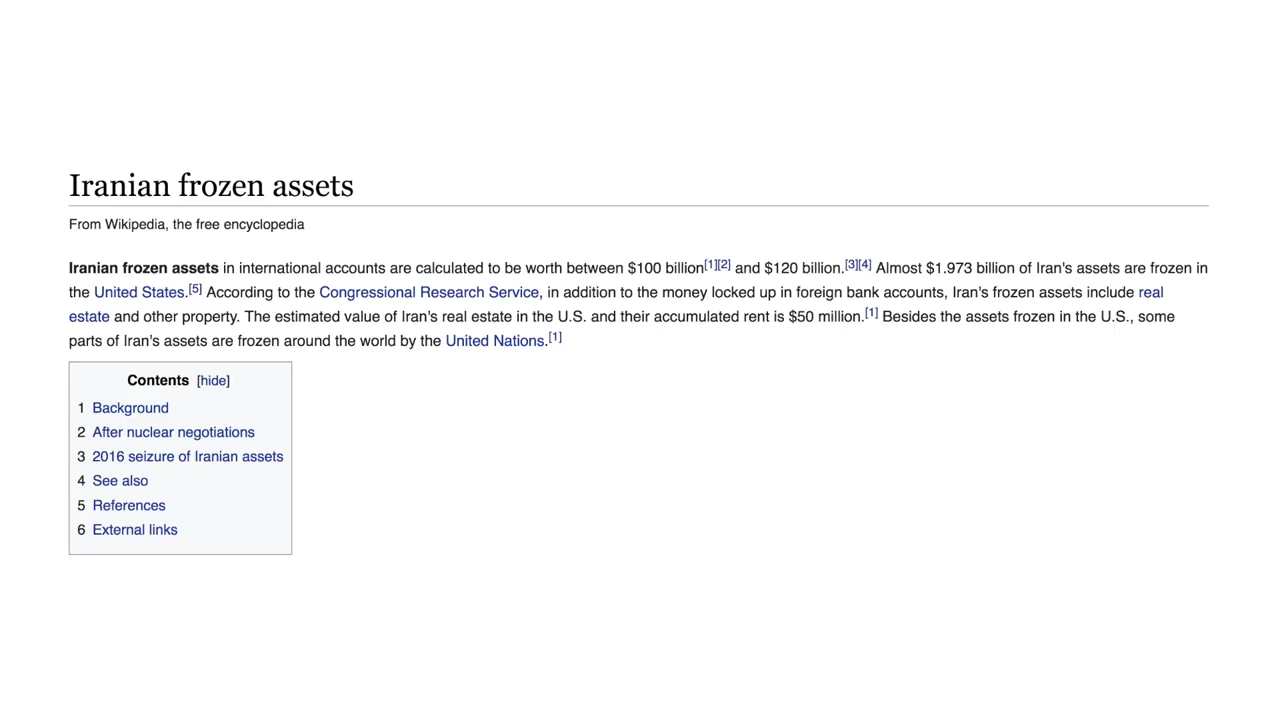 Iranian frozen assets
From Wikipedia, the free encyclopedia
Iranian frozen assets in international accounts are calculated to be worth between $100 billion[1][2] and $120 billion.[3][4] Almost $1.973 billion of Iran's assets are frozen in
the United States.[5] According to the Congressional Research Service, in addition to the money locked up in foreign bank accounts, Iran's frozen assets include real
estate and other property. The estimated value of Iran's real estate in the U.S. and their accumulated rent is $50 million.[1] Besides the assets frozen in the U.S., some
parts of Iran's assets are frozen around the world by the United Nations.[1]
Contents [hide]
1 Background
2 After nuclear negotiations
3 2016 seizure of Iranian assets
4 See also
5 References
6 External links